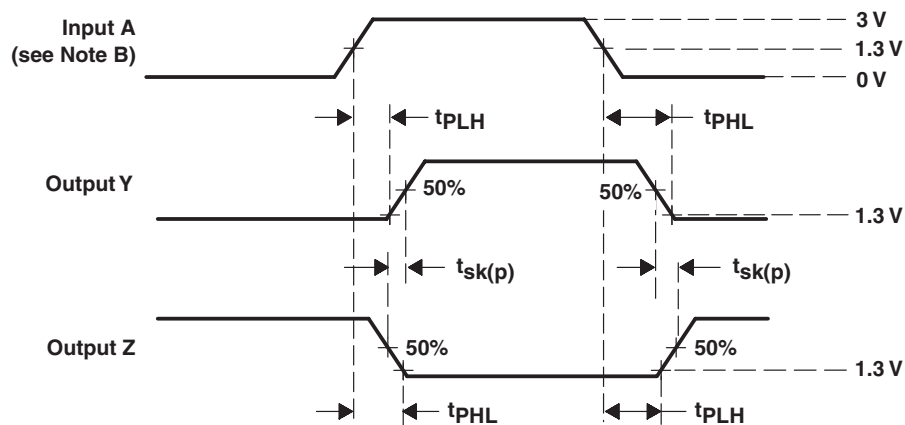 Input A
(see Note B)
3 V
1.3 V
0 V
tPLH
tPHL
Output Y
50%
50%
1.3 V
tsk(p)
tsk(p)
Output Z
50%
50%
1.3 V
tPHL
tPLH